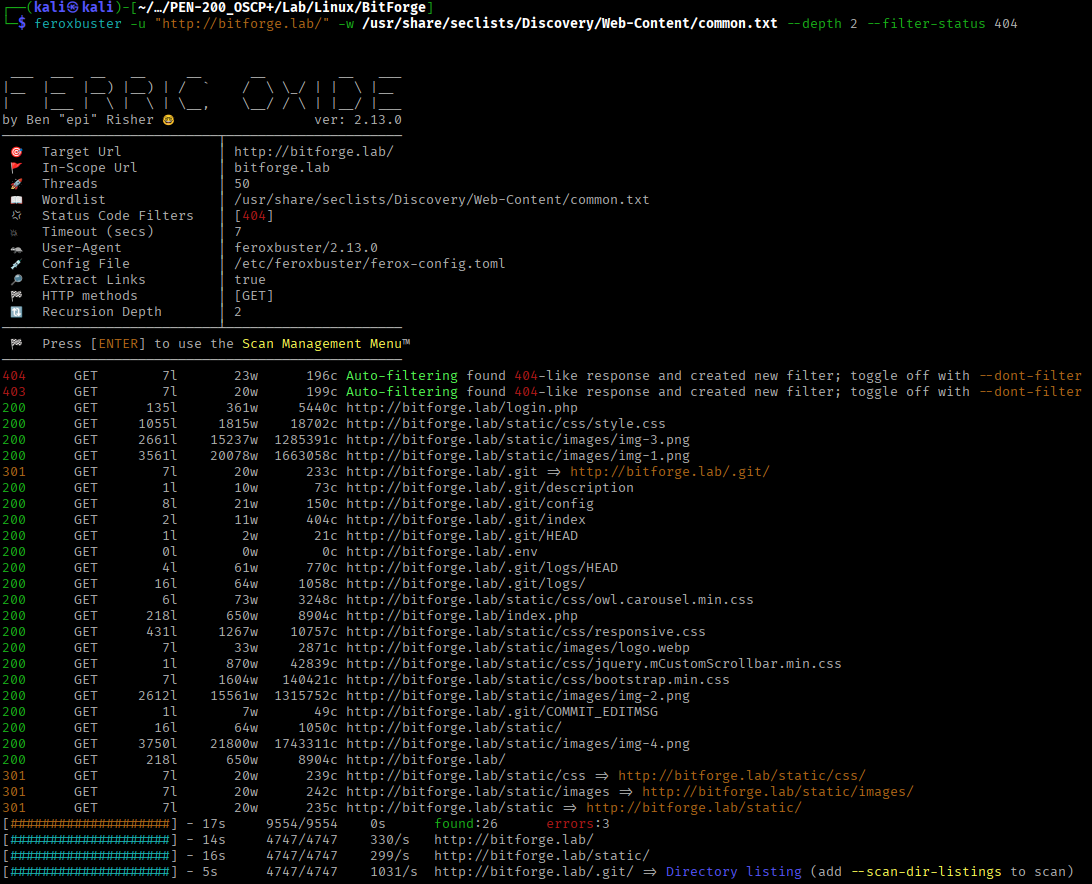 ┌──(kali㉿kali)-[~/…/PEN-200_OSCP+/Lab/Linux/BitForge]
└─$ feroxbuster -u "http://bitforge.lab/" -w /usr/share/seclists/Discovery/Web-Content/common.txt --depth 2 --filter-status 404
FERRIC OXIDE
by Ben "epi" Risher 🤓 ver: 2.13.0
🎯 Target Url │ http://bitforge.lab/
🚩 In-Scope Url │ bitforge.lab
🚀 Threads │ 50
📖 Wordlist │ /usr/share/seclists/Discovery/Web-Content/common.txt
💢 Status Code Filters │ [404]
💥 Timeout (secs) │ 7
🦡 User-Agent │ feroxbuster/2.13.0
💉 Config File │ /etc/feroxbuster/ferox-config.toml
🔎 Extract Links │ true
🏁 HTTP methods │ [GET]
🔃 Recursion Depth │ 2
🏁 Press [ENTER] to use the Scan Management Menu™
404 GET 7l 23w 196c Auto-filtering found 404-like response and created new filter; toggle off with --dont-filter
403 GET 7l 20w 199c Auto-filtering found 404-like response and created new filter; toggle off with --dont-filter
200 GET 135l 361w 5440c http://bitforge.lab/login.php
200 GET 1055l 1815w 18702c http://bitforge.lab/static/css/style.css
200 GET 2661l 15237w 1285391c http://bitforge.lab/static/images/img-3.png
200 GET 3561l 20078w 1663058c http://bitforge.lab/static/images/img-1.png
301 GET 7l 20w 233c http://bitforge.lab/.git => http://bitforge.lab/.git/
200 GET 1l 10w 73c http://bitforge.lab/.git/description
200 GET 8l 21w 150c http://bitforge.lab/.git/config
200 GET 2l 11w 404c http://bitforge.lab/.git/index
200 GET 1l 2w 21c http://bitforge.lab/.git/HEAD
200 GET 0l 0w 0c http://bitforge.lab/.env
200 GET 4l 61w 770c http://bitforge.lab/.git/logs/HEAD
200 GET 16l 64w 1058c http://bitforge.lab/.git/logs/
200 GET 6l 73w 3248c http://bitforge.lab/static/css/owl.carousel.min.css
200 GET 218l 650w 8904c http://bitforge.lab/index.php
200 GET 431l 1267w 10757c http://bitforge.lab/static/css/responsive.css
200 GET 7l 33w 2871c http://bitforge.lab/static/images/logo.webp
200 GET 1l 870w 42839c http://bitforge.lab/static/css/jquery.mCustomScrollbar.min.css
200 GET 7l 1604w 140421c http://bitforge.lab/static/css/bootstrap.min.css
200 GET 2612l 15561w 1315752c http://bitforge.lab/static/images/img-2.png
200 GET 1l 7w 49c http://bitforge.lab/.git/COMMIT_EDITMSG
200 GET 16l 64w 1050c http://bitforge.lab/static/
200 GET 3750l 21800w 1743311c http://bitforge.lab/static/images/img-4.png
200 GET 218l 650w 8904c http://bitforge.lab/
301 GET 7l 20w 239c http://bitforge.lab/static/css => http://bitforge.lab/static/css/
301 GET 7l 20w 242c http://bitforge.lab/static/images => http://bitforge.lab/static/images/
301 GET 7l 20w 235c http://bitforge.lab/static => http://bitforge.lab/static/
[####################] - 17s 9554/9554 0s found:26 errors:3
[####################] - 14s 4747/4747 330/s http://bitforge.lab/
[####################] - 16s 4747/4747 299/s http://bitforge.lab/static/
[####################] - 5s 4747/4747 1031/s http://bitforge.lab/.git/ => Directory listing (add --scan-dir-listings to scan)